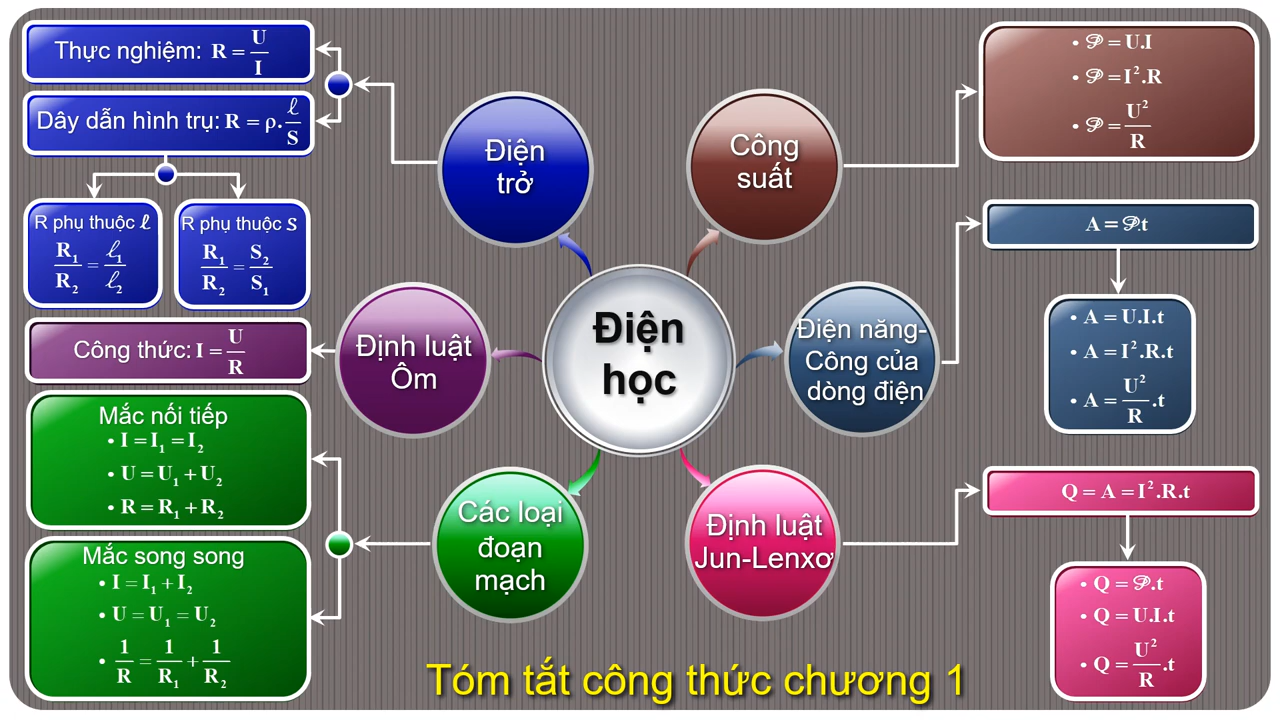 Thực nghiệm: R = U/I
Dây dẫn hình trụ: R = ρ.ℓ/S
R phụ thuộc ℓ
R₁/R₂ = ℓ₁/ℓ₂
R phụ thuộc S
R₁/R₂ = S₂/S₁
Công thức: I = U/R
Mắc nối tiếp
• I = I₁ = I₂
• U = U₁ + U₂
• R = R₁ + R₂
Mắc song song
• I = I₁ + I₂
• U = U₁ = U₂
• 1/R = 1/R₁ + 1/R₂
Điện
trở
Định luật
Ôm
Các loại
đoạn
mạch
Điện
học
Công
suất
Điện năng-
Công của
dòng điện
Định luật
Jun-Lenxơ
• 𝒫 = U.I
• 𝒫 = I².R
• 𝒫 = U²/R
A = 𝒫.t
• A = U.I.t
• A = I².R.t
• A = U²/R.t
Q = A = I².R.t
• Q = 𝒫.t
• Q = U.I.t
• Q = U²/R.t
Tóm tắt công thức chương 1